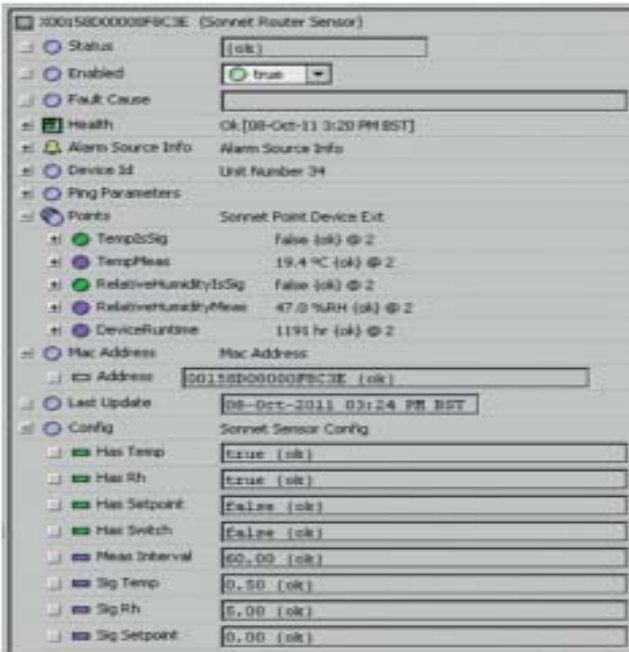 X00158D00000F8C3E (Sonnet Router Sensor)
Status {ok}
Enabled true
Fault Cause
Health Ok [08-Oct-11 3:20 PM BST]
Alarm Source Info Alarm Source Info
Device Id Unit Number 34
Ping Parameters
Points Sonnet Point Device Ext
TempIsSig false {ok} @ 2
TempMeas 19.4 ºC {ok} @ 2
RelativeHumidityIsSig false {ok} @ 2
RelativeHumidityMeas 47.0 %RH {ok} @ 2
DeviceRuntime 1191 hr {ok} @ 2
Mac Address Mac Address
Address 00158D00000F8C3E {ok}
Last Update 08-Oct-2011 03:24 PM BST
Config Sonnet Sensor Config
Has Temp true {ok}
Has Rh true {ok}
Has Setpoint false {ok}
Has Switch false {ok}
Meas Interval 60.00 {ok}
Sig Temp 0.50 {ok}
Sig Rh 5.00 {ok}
Sig Setpoint 0.00 {ok}